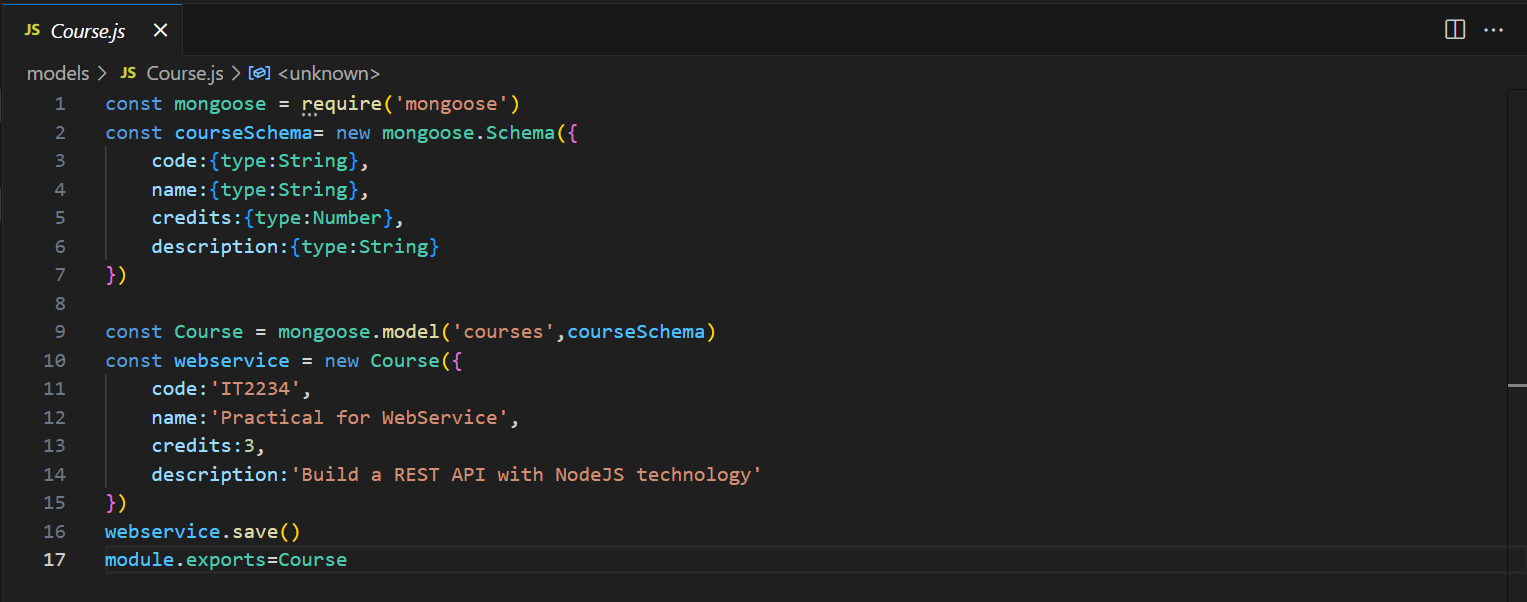 JS Course.js ×
models > JS Course.js > <unknown>
1 const mongoose = require('mongoose')
2 const courseSchema= new mongoose.Schema({
3     code:{type:String},
4     name:{type:String},
5     credits:{type:Number},
6     description:{type:String}
7 })
8
9 const Course = mongoose.model('courses',courseSchema)
10 const webservice = new Course({
11     code:'IT2234',
12     name:'Practical for WebService',
13     credits:3,
14     description:'Build a REST API with NodeJS technology'
15 })
16 webservice.save()
17 module.exports=Course